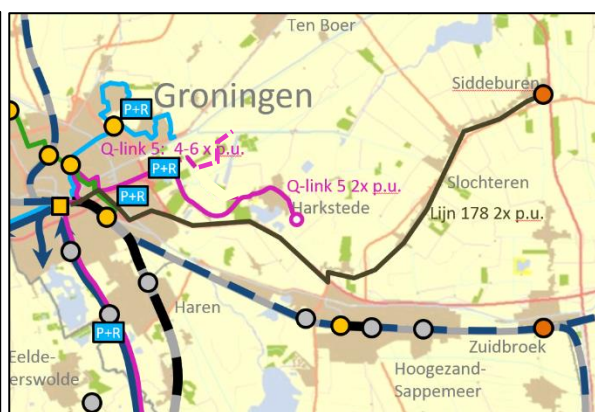 Ten Boer
Siddeburen
P+R
Groningen
Q-link 5: 4-6 x p.u.
P+R
Q-link 5 2x p.u.
Slochteren
P+R
Harkstede
Lijn 178 2x p.u.
Haren
P+R
Zuidbroek
Eelde-
erswolde
Hoogezand-
Sappemeer